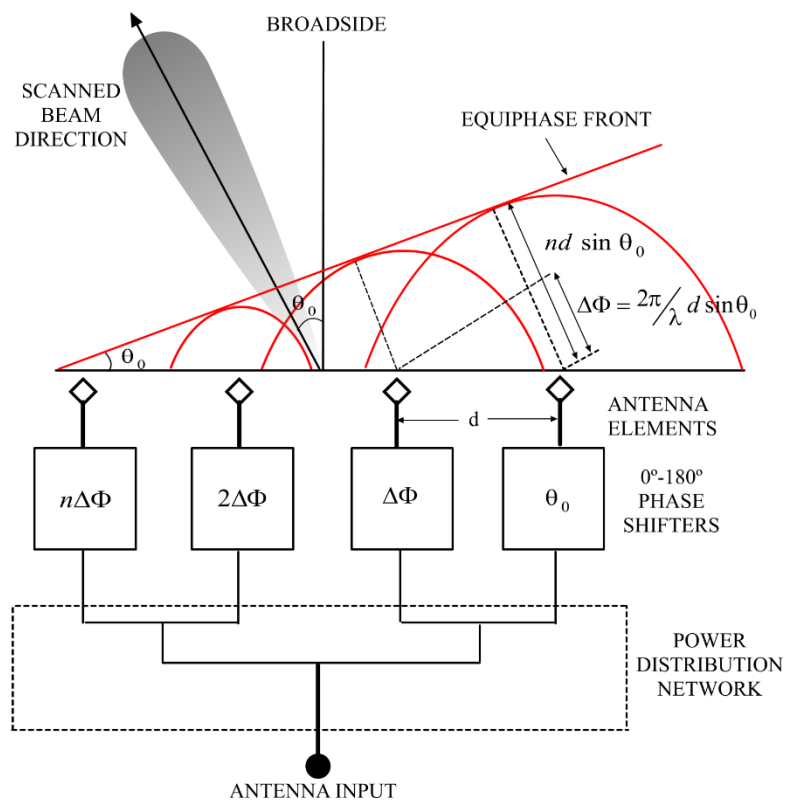 BROADSIDE
SCANNED
BEAM
DIRECTION
EQUIPHASE FRONT
nd sin θ₀
θ₀
ΔΦ = 2π/λ d sinθ₀
θ₀
d
ANTENNA
ELEMENTS
nΔΦ
2ΔΦ
ΔΦ
θ₀
0º-180º
PHASE
SHIFTERS
POWER
DISTRIBUTION
NETWORK
ANTENNA INPUT